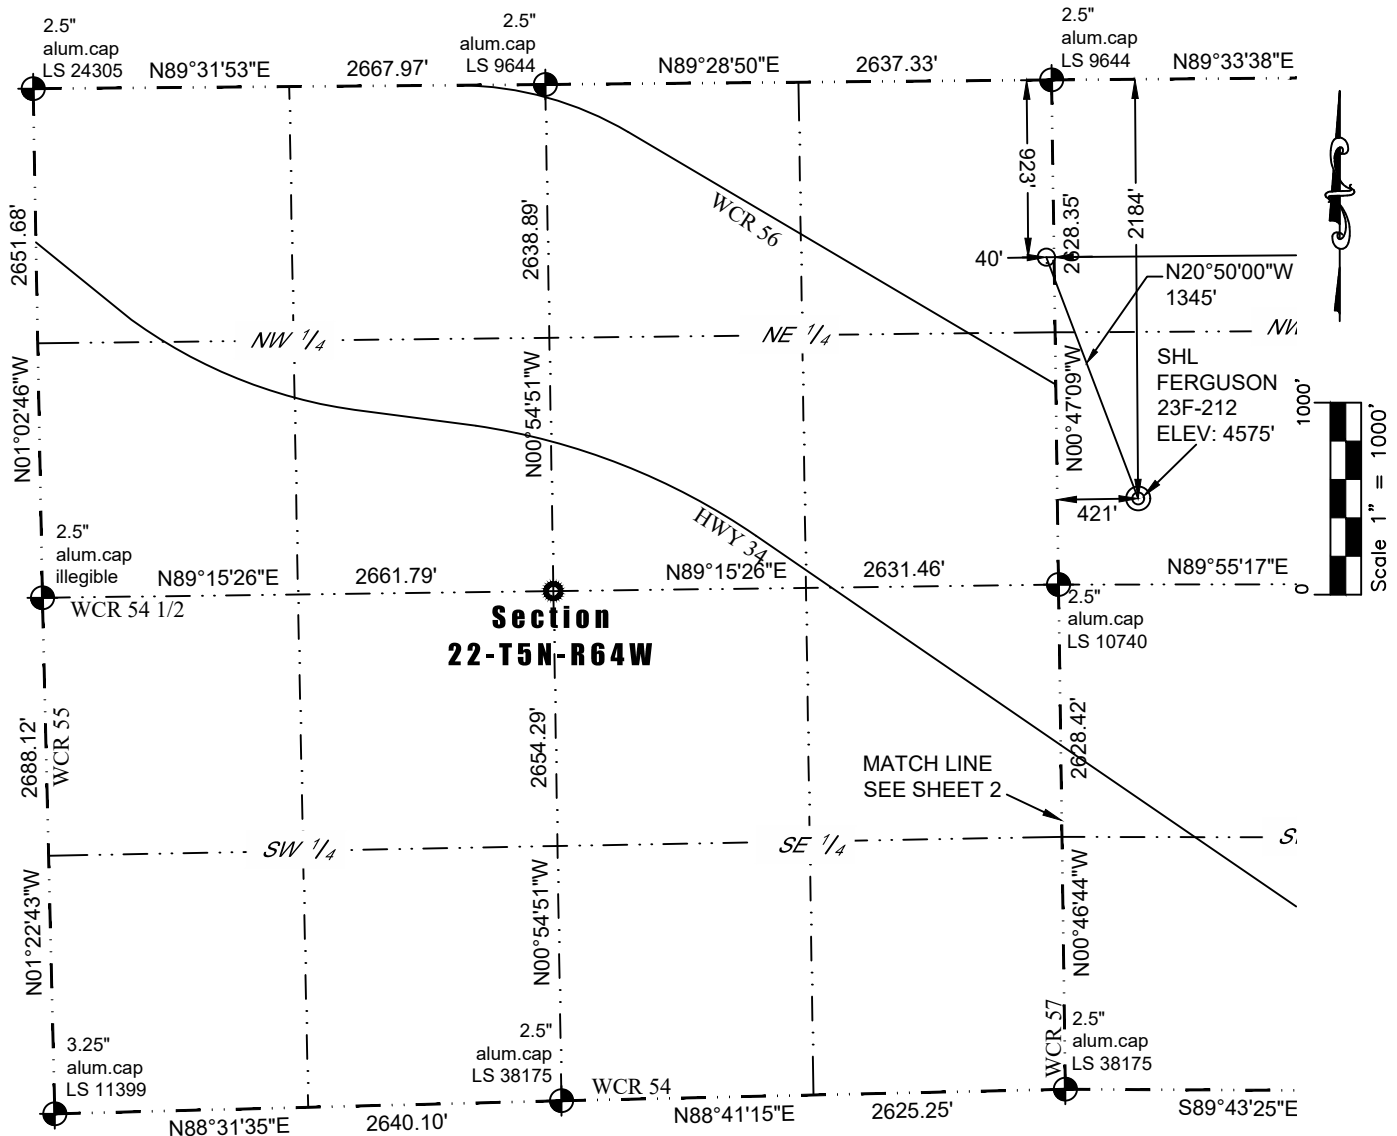 2.5"
alum.cap
LS 24305
N89°31'53"E
2667.97'
2.5"
alum.cap
LS 9644
N89°28'50"E
2637.33'
2.5"
alum.cap
LS 9644
N89°33'38"E
2651.68'
N01°02'46"W
2638.89'
N00°54'51"W
WCR 56
923'
2628.35'
2184'
40'
N20°50'00"W
1345'
NW 1/4
NE 1/4
NW
N00°47'09"W
SHL
FERGUSON
23F-212
ELEV: 4575'
421'
HWY 34
1000'
0
Scale 1" = 1000'
2.5"
alum.cap
illegible
N89°15'26"E
2661.79'
N89°15'26"E
2631.46'
N89°55'17"E
WCR 54 1/2
2.5"
alum.cap
LS 10740
Section
22-T5N-R64W
2688.12'
WCR 55
2654.29'
2628.42'
MATCH LINE
SEE SHEET 2
SW 1/4
SE 1/4
N01°22'43"W
N00°54'51"W
N00°46'44"W
WCR 57
3.25"
alum.cap
LS 11399
2.5"
alum.cap
LS 38175
WCR 54
2.5"
alum.cap
LS 38175
N88°31'35"E
2640.10'
N88°41'15"E
2625.25'
S89°43'25"E